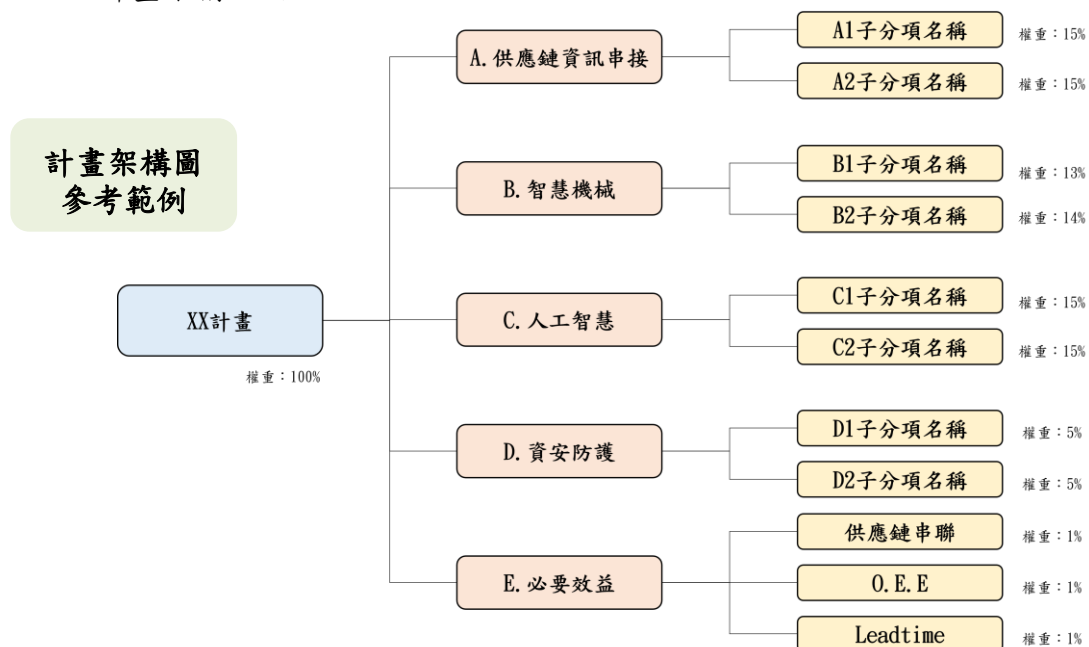 A.供應鏈資訊串接
A1子分項名稱
權重：15%
A2子分項名稱
權重：15%
計畫架構圖
參考範例
B.智慧機械
B1子分項名稱
權重：13%
B2子分項名稱
權重：14%
XX計畫
權重：100%
C.人工智慧
C1子分項名稱
權重：15%
C2子分項名稱
權重：15%
D.資安防護
D1子分項名稱
權重：5%
D2子分項名稱
權重：5%
E.必要效益
供應鏈串聯
權重：1%
O.E.E
權重：1%
Leadtime
權重：1%